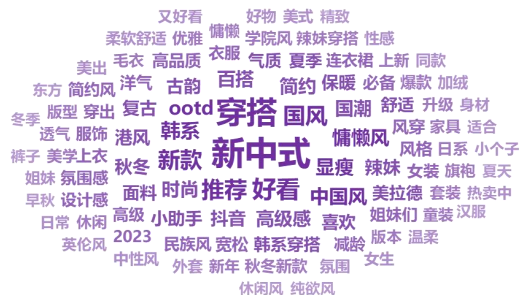 又好看 好物 美式 精致
柔软舒适 优雅 慵懒 学院风 辣妹穿搭 性感
美出 毛衣 高品质 衣服 气质 夏季 连衣裙 上新 同款
东方 简约风 洋气 古韵 百搭 简约 保暖 必备 爆款 加绒
冬季 版型 穿出 复古 ootd 穿搭 国风 国潮 舒适 升级 身材
透气 服饰 港风 韩系 慵懒风 风穿 家具 适合
裤子 美学上衣 秋冬 新款 新中式 显瘦 辣妹 风格 日系 小个子
姐妹 氛围感 面料 时尚 推荐 好看 中国风 女装 旗袍 夏天
早秋 设计感 美拉德 套装 热卖中
日常 休闲 高级 小助手 抖音 高级感 喜欢 姐妹们 童装 汉服
英伦风 2023 民族风 宽松 韩系穿搭 减龄 版本 温柔
中性风 外套 新年 秋冬新款 氛围 女生
休闲风 纯欲风